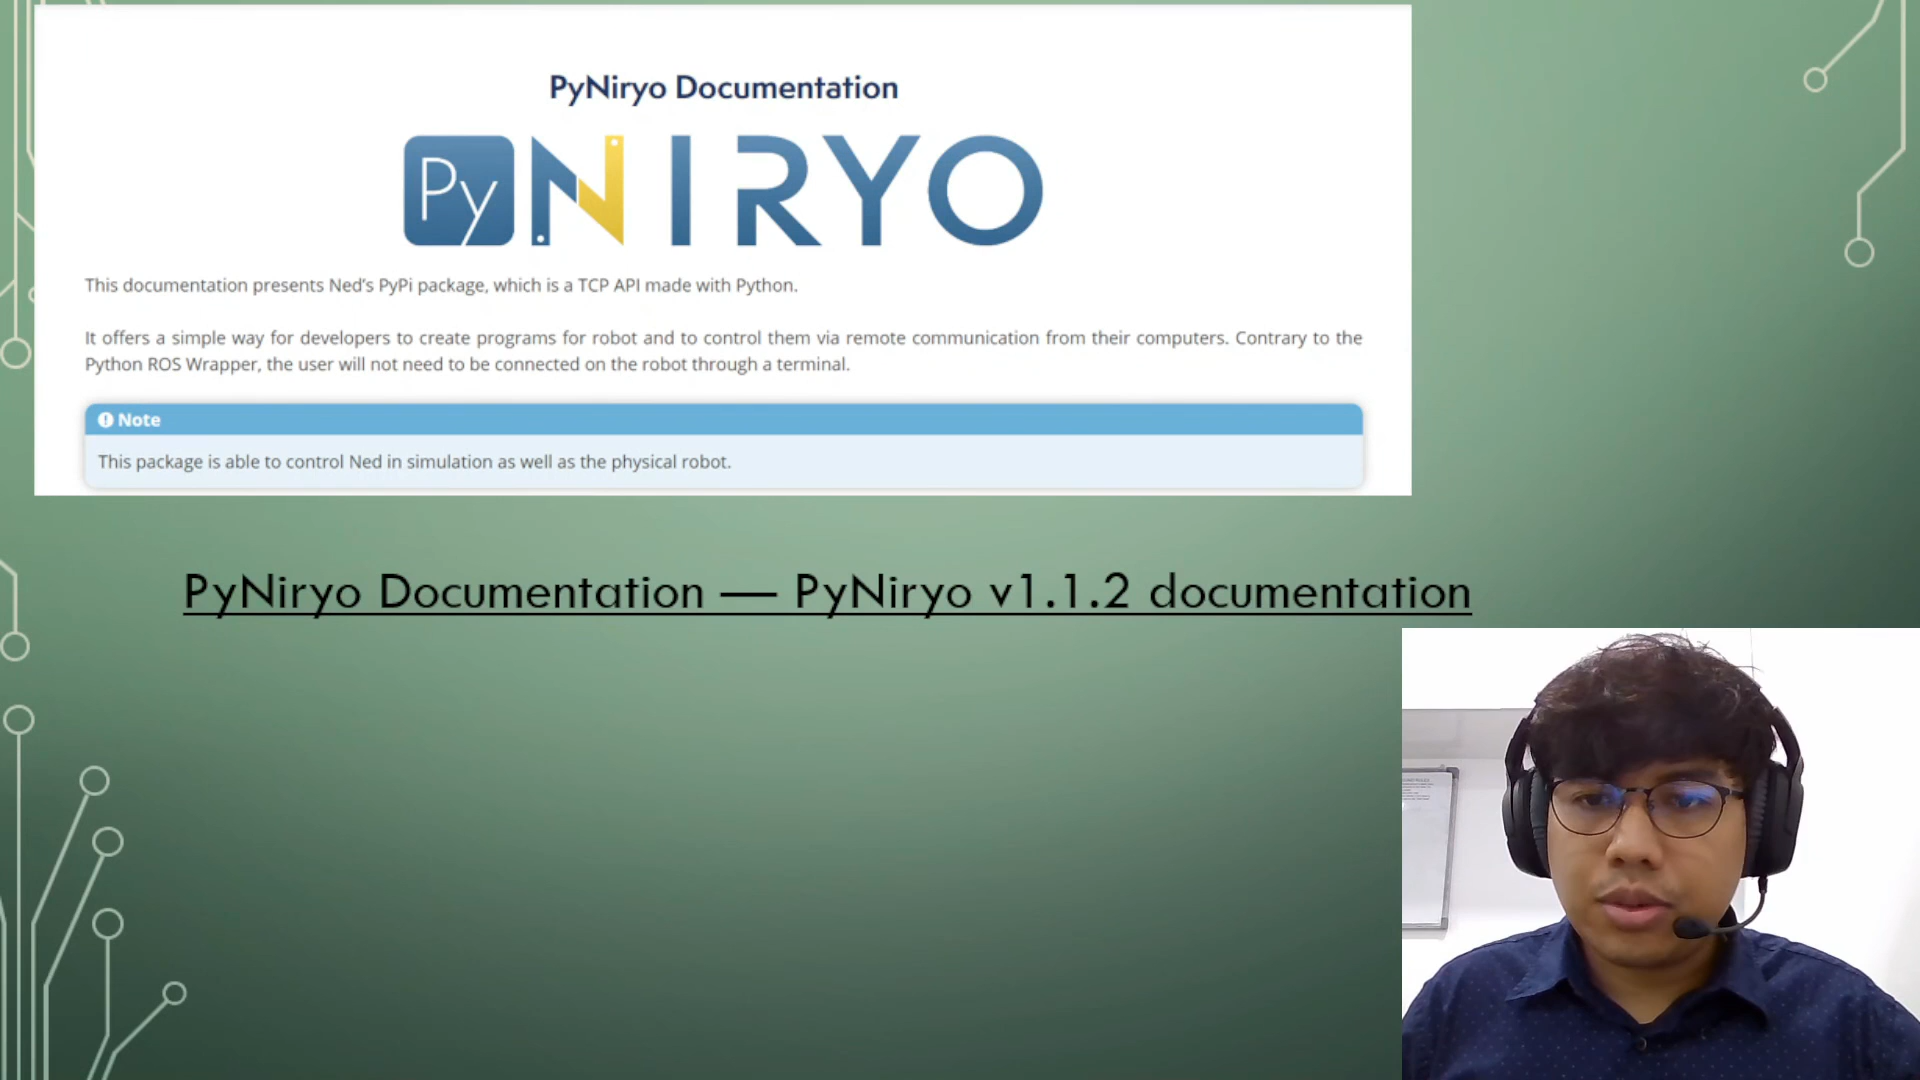 PyNiryo Documentation
Py NIRYO
This documentation presents Ned's PyPi package, which is a TCP API made with Python.
It offers a simple way for developers to create programs for robot and to control them via remote communication from their computers. Contrary to the
Python ROS Wrapper, the user will not need to be connected on the robot through a terminal.
Note
This package is able to control Ned in simulation as well as the physical robot.
PyNiryo Documentation — PyNiryo v1.1.2 documentation